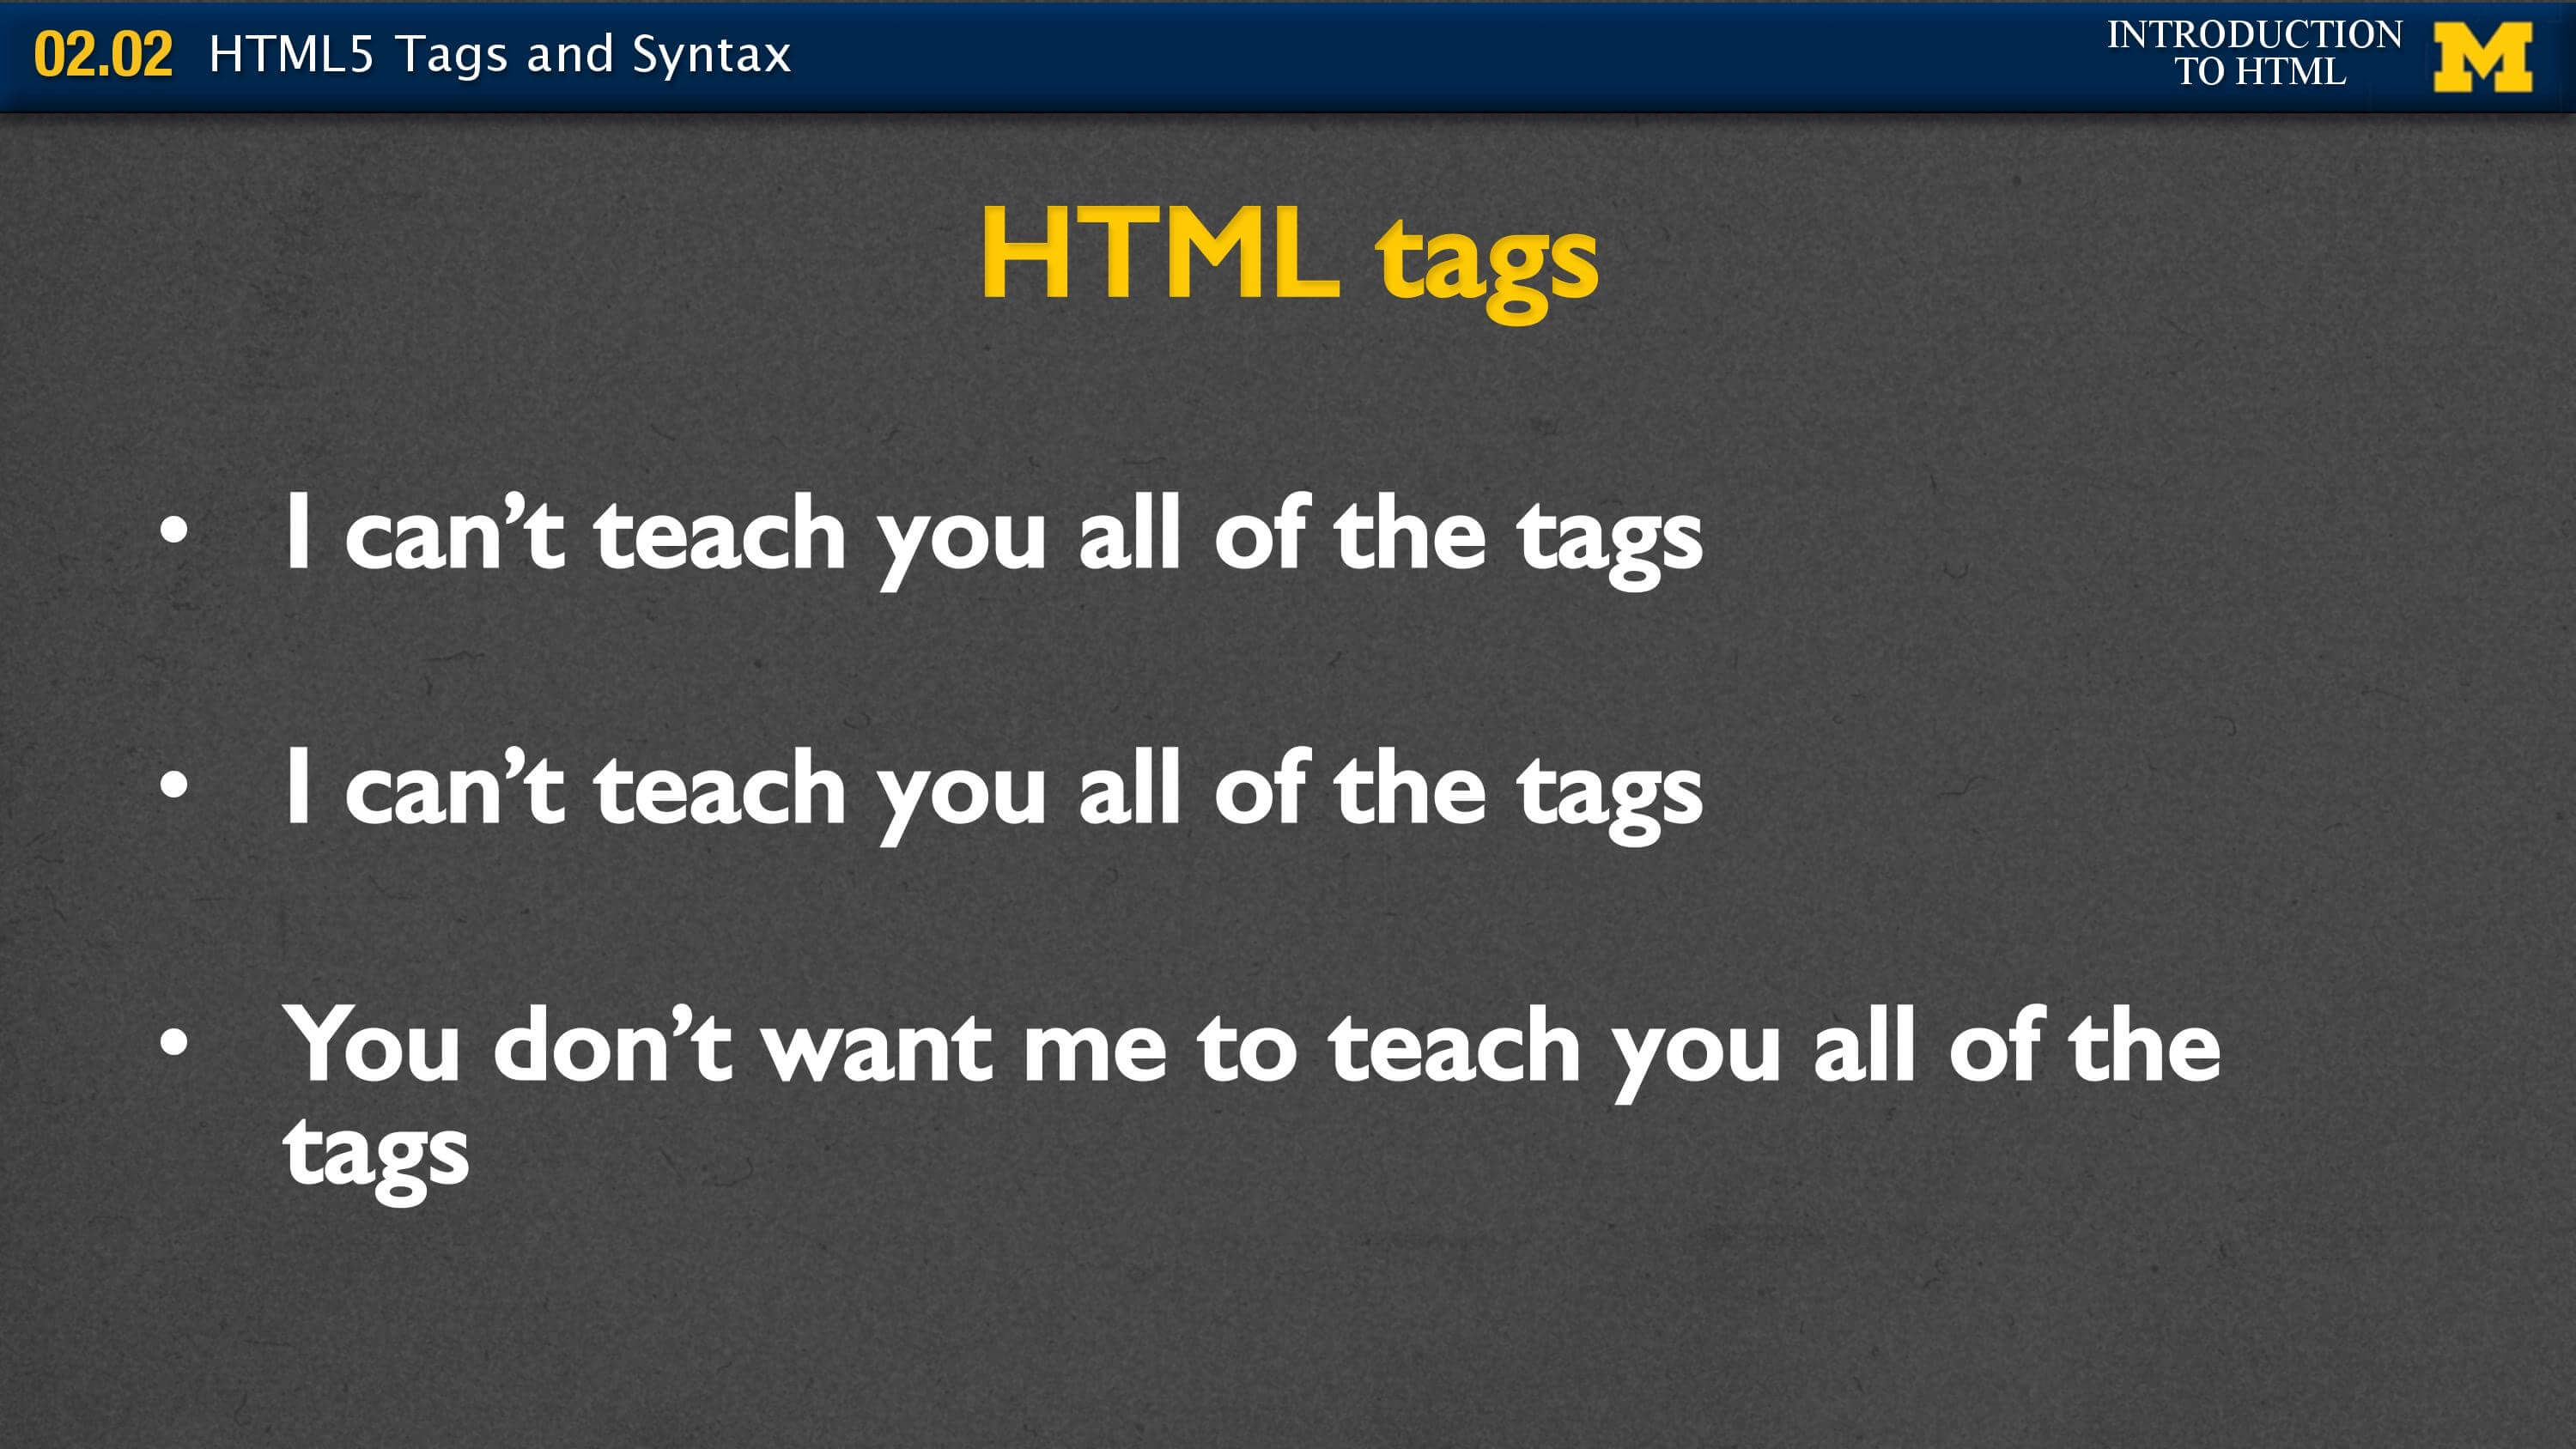 02.02 HTML5 Tags and Syntax
INTRODUCTION
TO HTML
M
HTML tags
• I can’t teach you all of the tags
• I can’t teach you all of the tags
• You don’t want me to teach you all of the
tags